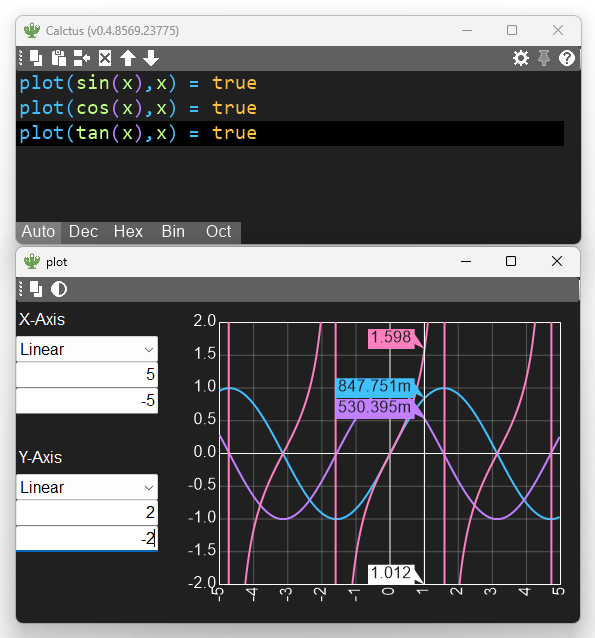 Calctus (v0.4.8569.23775)
plot(sin(x),x) = true
plot(cos(x),x) = true
plot(tan(x),x) = true
Auto Dec Hex Bin Oct
plot
X-Axis
Linear
5
-5
Y-Axis
Linear
2
-2
2.0
1.5
1.0
0.5
0.0
-0.5
-1.0
-1.5
-2.0
1.598
847.751m
530.395m
1.012
-5 -4 -3 -2 -1 0 1 2 3 4 5